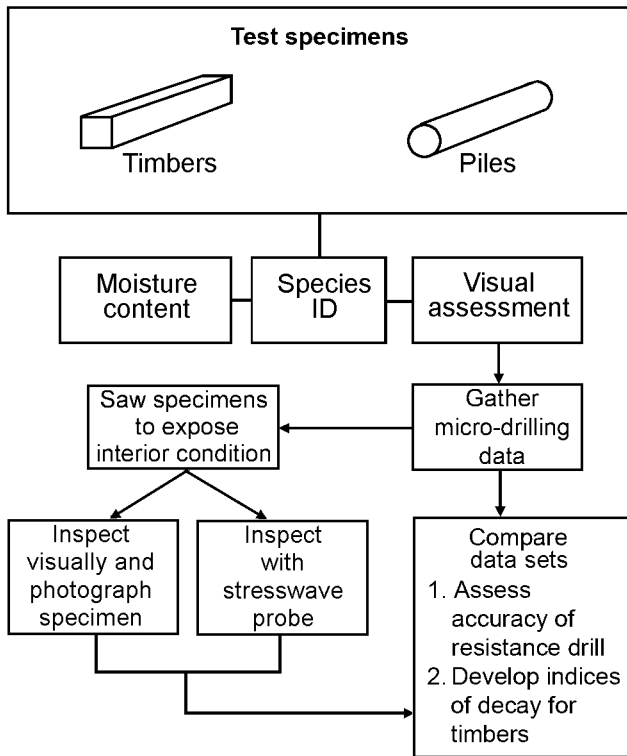 Test specimens
Timbers
Piles
Moisture
content
Species
ID
Visual
assessment
Saw specimens
to expose
interior condition
Gather
micro-drilling
data
Inspect
visually and
photograph
specimen
Inspect
with
stresswave
probe
Compare
data sets
1. Assess
accuracy of
resistance drill
2. Develop indices
of decay for
timbers